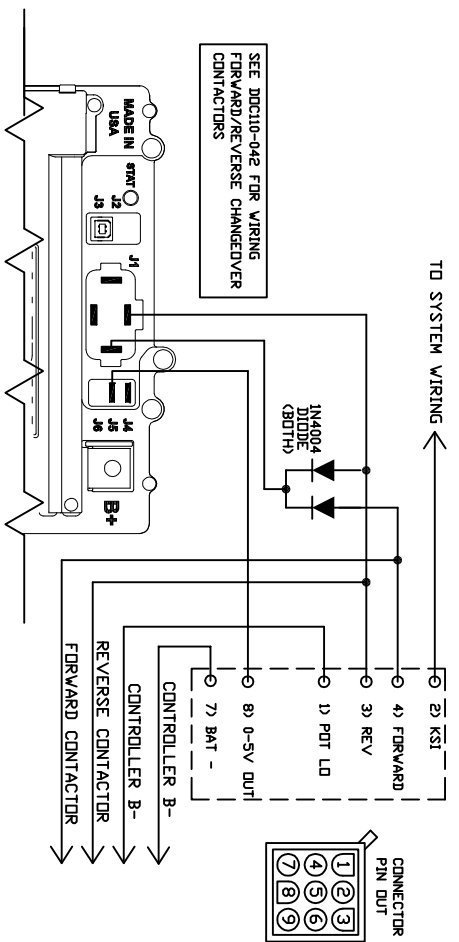 TO SYSTEM WIRING
SEE DOC110-042 FOR WIRING
FORWARD/REVERSE CHANGEOVER
CONTACTORS
1N4004
DIODE
(BOTH)
2) KSI
4) FORWARD
3) REV
1) POT LO
8) 0-5V OUT
7) BAT -
CONNECTOR
PIN OUT
1 2 3
4 5 6
7 8 9
MADE IN
USA
STAT
J2
J3
J1
J4
J5
J6
B+
CONTROLLER B-
CONTROLLER B-
REVERSE CONTACTOR
FORWARD CONTACTOR